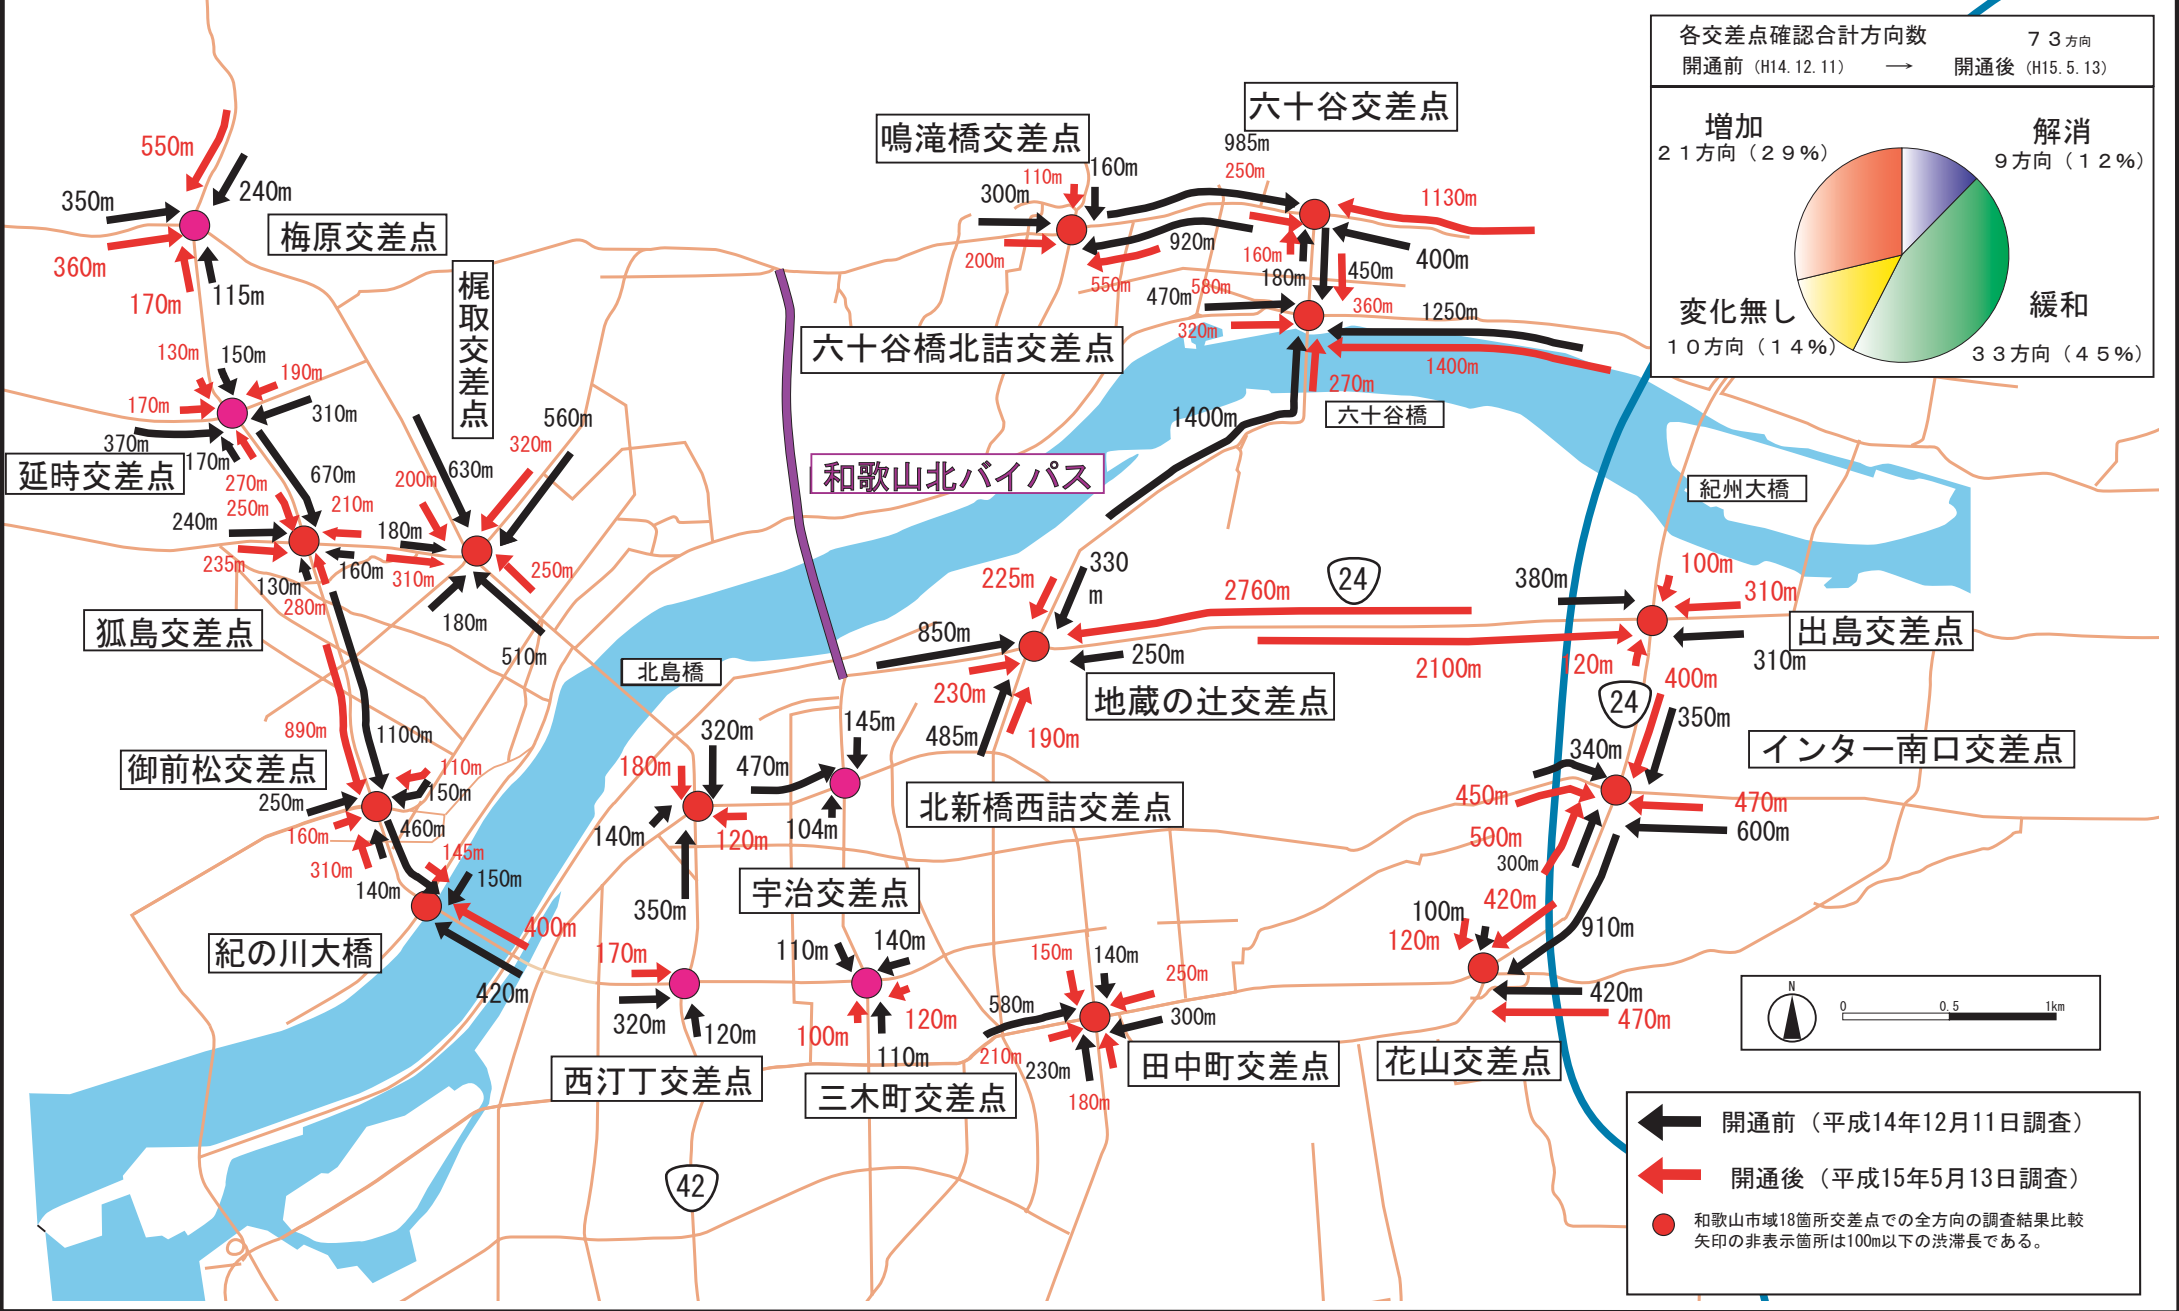 各交差点確認合計方向数 ７３方向
開通前（H14.12.11） → 開通後（H15.5.13）
増加
２１方向（２９%）
解消
９方向（１２%）
変化無し
１０方向（１４%）
緩和
３３方向（４５%）
六十谷交差点
985m
250m
1130m
400m
160m
180m
450m
鳴滝橋交差点
110m
160m
300m
200m
920m
550m
580m
470m
360m
1250m
320m
1400m
270m
1400m
六十谷橋北詰交差点
六十谷橋
550m
350m
240m
梅原交差点
360m
170m
115m
梶取交差点
130m
150m
190m
170m
310m
370m
170m
延時交差点
270m
670m
200m
630m
320m
560m
250m
210m
240m
180m
235m
160m
310m
250m
130m
280m
180m
510m
狐島交差点
和歌山北バイパス
紀州大橋
北島橋
225m
330
m
2760m
24
380m
100m
310m
出島交差点
850m
250m
2100m
120m
310m
230m
地蔵の辻交差点
485m
190m
24
400m
350m
340m
インター南口交差点
450m
470m
500m
600m
300m
890m
1100m
御前松交差点
110m
150m
250m
160m
460m
310m
145m
140m
150m
紀の川大橋
400m
420m
320m
145m
180m
470m
北新橋西詰交差点
140m
104m
120m
宇治交差点
350m
170m
110m
140m
320m
120m
100m
120m
110m
西汀丁交差点
三木町交差点
150m
140m
250m
580m
300m
210m
230m
田中町交差点
180m
100m
420m
120m
910m
420m
470m
花山交差点
42
N
0 0.5 1km
開通前（平成14年12月11日調査）
開通後（平成15年5月13日調査）
和歌山市域18箇所交差点での全方向の調査結果比較
矢印の非表示箇所は100m以下の渋滞長である。